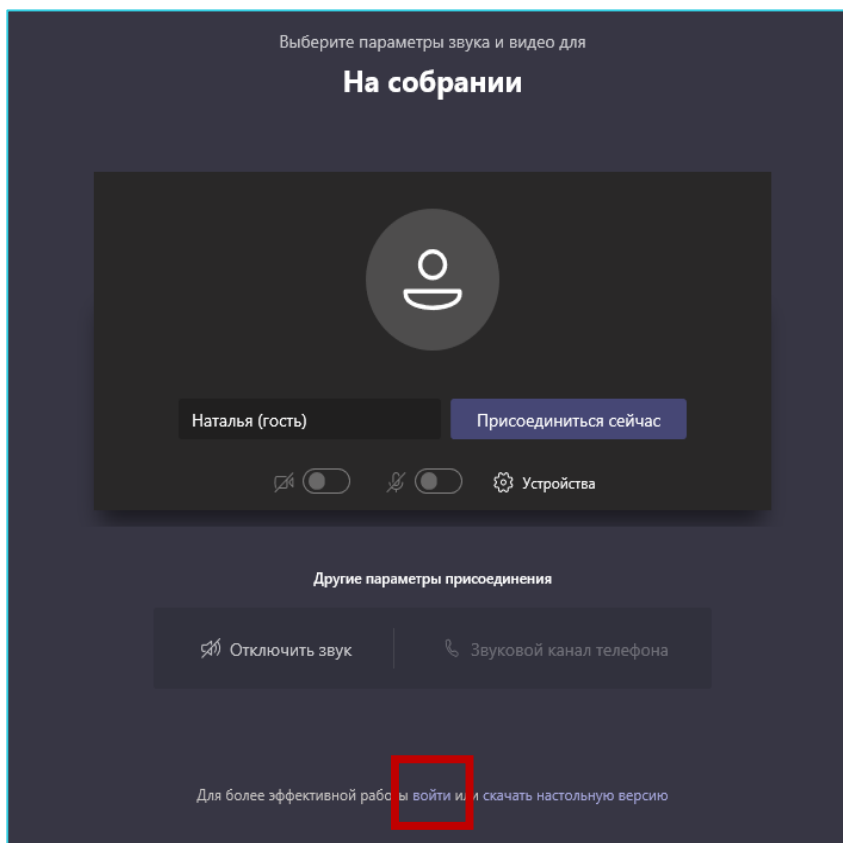 Выберите параметры звука и видео для
На собрании
Наталья (гость)
Присоединиться сейчас
Устройства
Другие параметры присоединения
Отключить звук
Звуковой канал телефона
Для более эффективной работы войти или скачать настольную версию